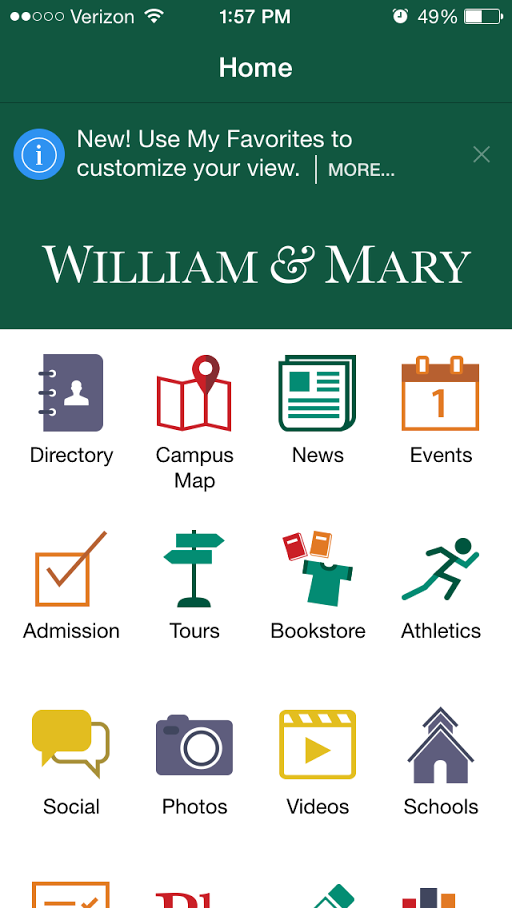 Verizon 1:57 PM 49%
Home
New! Use My Favorites to
customize your view. MORE...
WILLIAM & MARY
1
Directory Campus Map News Events
Admission Tours Bookstore Athletics
Social Photos Videos Schools